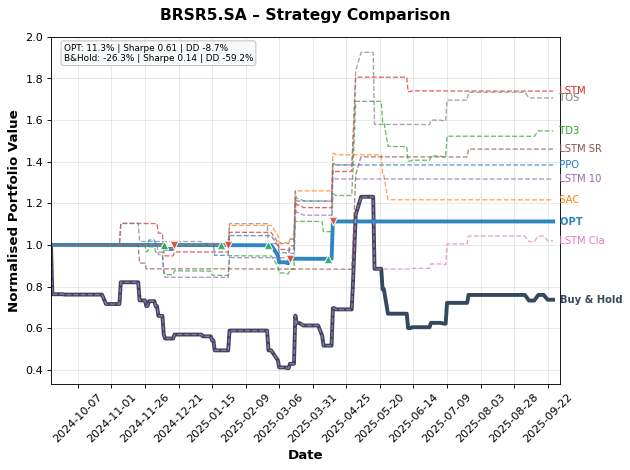 BRSR5.SA – Strategy Comparison
OPT: 11.3% | Sharpe 0.61 | DD -8.7%
B&Hold: -26.3% | Sharpe 0.14 | DD -59.2%
Normalised Portfolio Value
2.0
1.8
1.6
1.4
1.2
1.0
0.8
0.6
0.4
LSTM
TOS
TD3
LSTM SR
PPO
LSTM 10
SAC
OPT
LSTM Cla
Buy & Hold
2024-10-07
2024-11-01
2024-11-26
2024-12-21
2025-01-15
2025-02-09
2025-03-06
2025-03-31
2025-04-25
2025-05-20
2025-06-14
2025-07-09
2025-08-03
2025-08-28
2025-09-22
Date